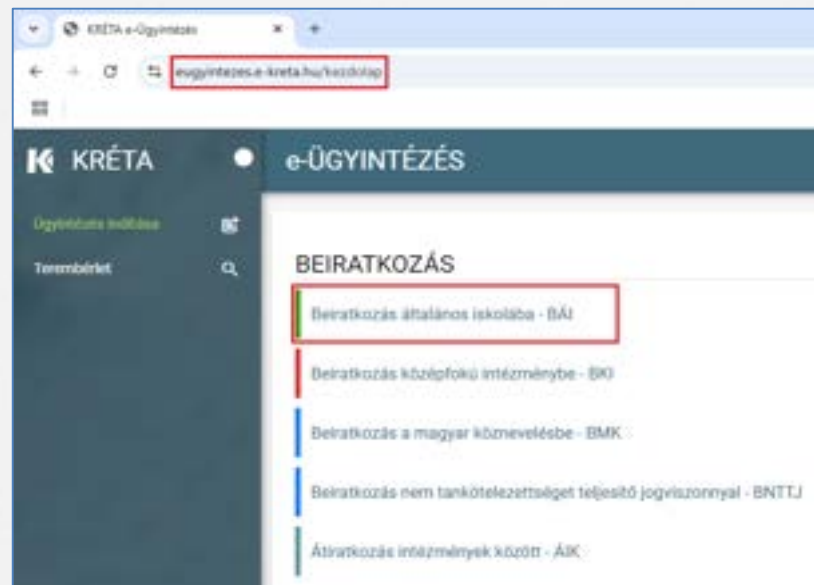 KRÉTA e-Ügyintézés
eugyintezes.e-kreta.hu/kezdolap
KRÉTA
e-ÜGYINTÉZÉS
Ügyintézés indítása
Terembérlet
BEIRATKOZÁS
Beiratkozás általános iskolába - BÁI
Beiratkozás középfokú intézménybe - BKI
Beiratkozás a magyar köznevelésbe - BMK
Beiratkozás nem tankötelezettséget teljesítő jogviszonnyal - BNTTJ
Átiratkozás intézmények között - ÁIK